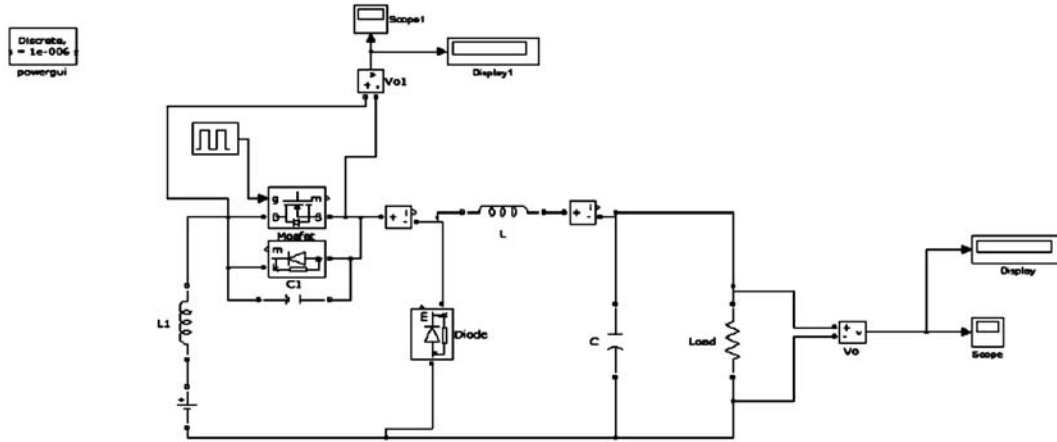 Discrete,
= 1e-006
powergui
Scope1
Display1
Vo1
g
m
D
S
Mosfet
m
C1
L
L1
m
Diode
C
Load
Display
Vo
v
Scope